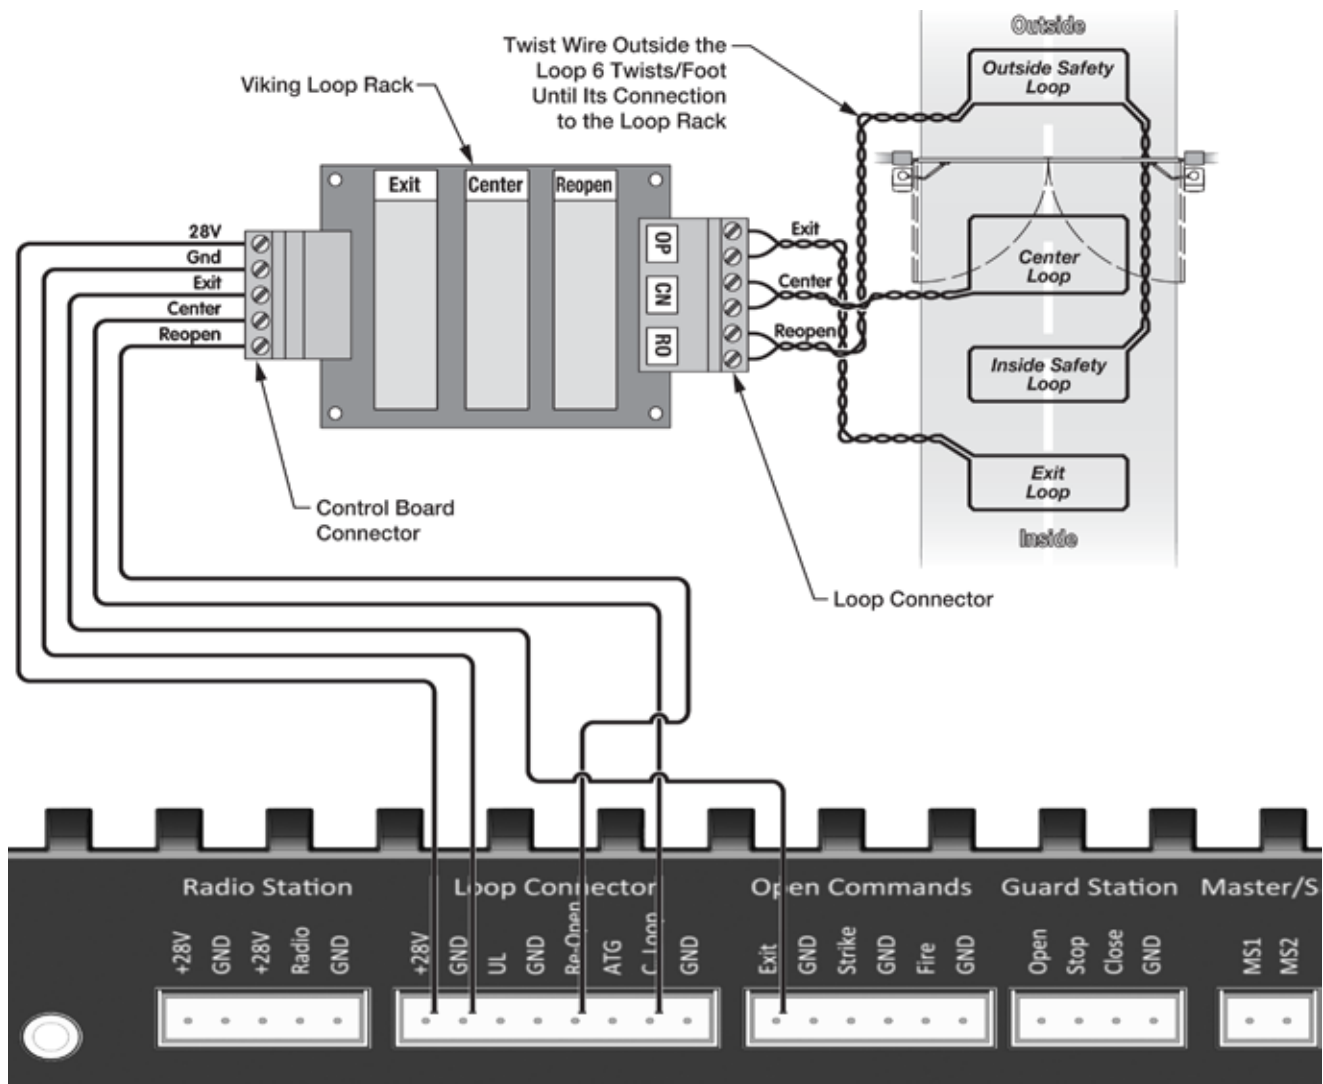 Outside
Twist Wire Outside the
Loop 6 Twists/Foot
Until Its Connection
to the Loop Rack
Outside Safety
Loop
Viking Loop Rack
Exit
Center
Reopen
28V
Gnd
Exit
Center
Reopen
OP
CN
RO
Exit
Center
Reopen
Center
Loop
Inside Safety
Loop
Exit
Loop
Inside
Control Board
Connector
Loop Connector
Radio Station
Loop Connector
Open Commands
Guard Station
Master/S
+28V
GND
+28V
Radio
GND
+28V
GND
UL
GND
Re-Open
ATG
C Loop
GND
Exit
GND
Strike
GND
Fire
GND
Open
Stop
Close
GND
MS1
MS2